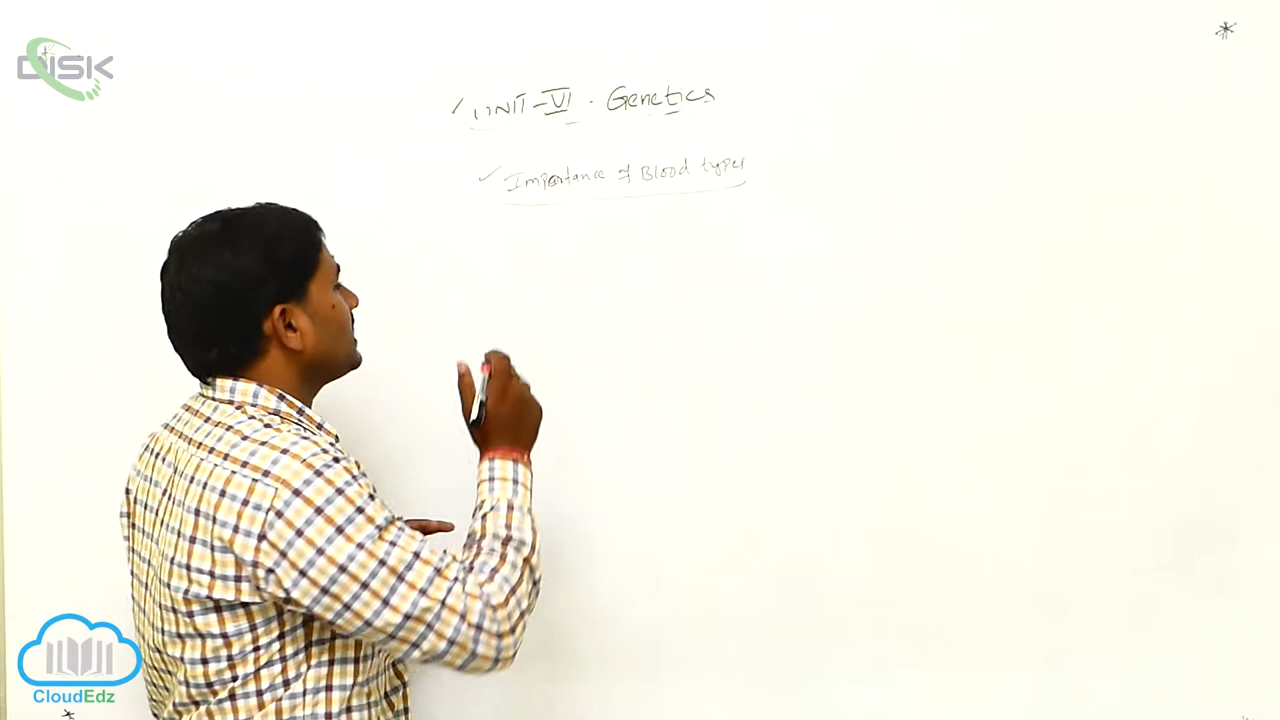 DISK
UNIT-VI. Genetics
Importance of Blood types
CloudEdz